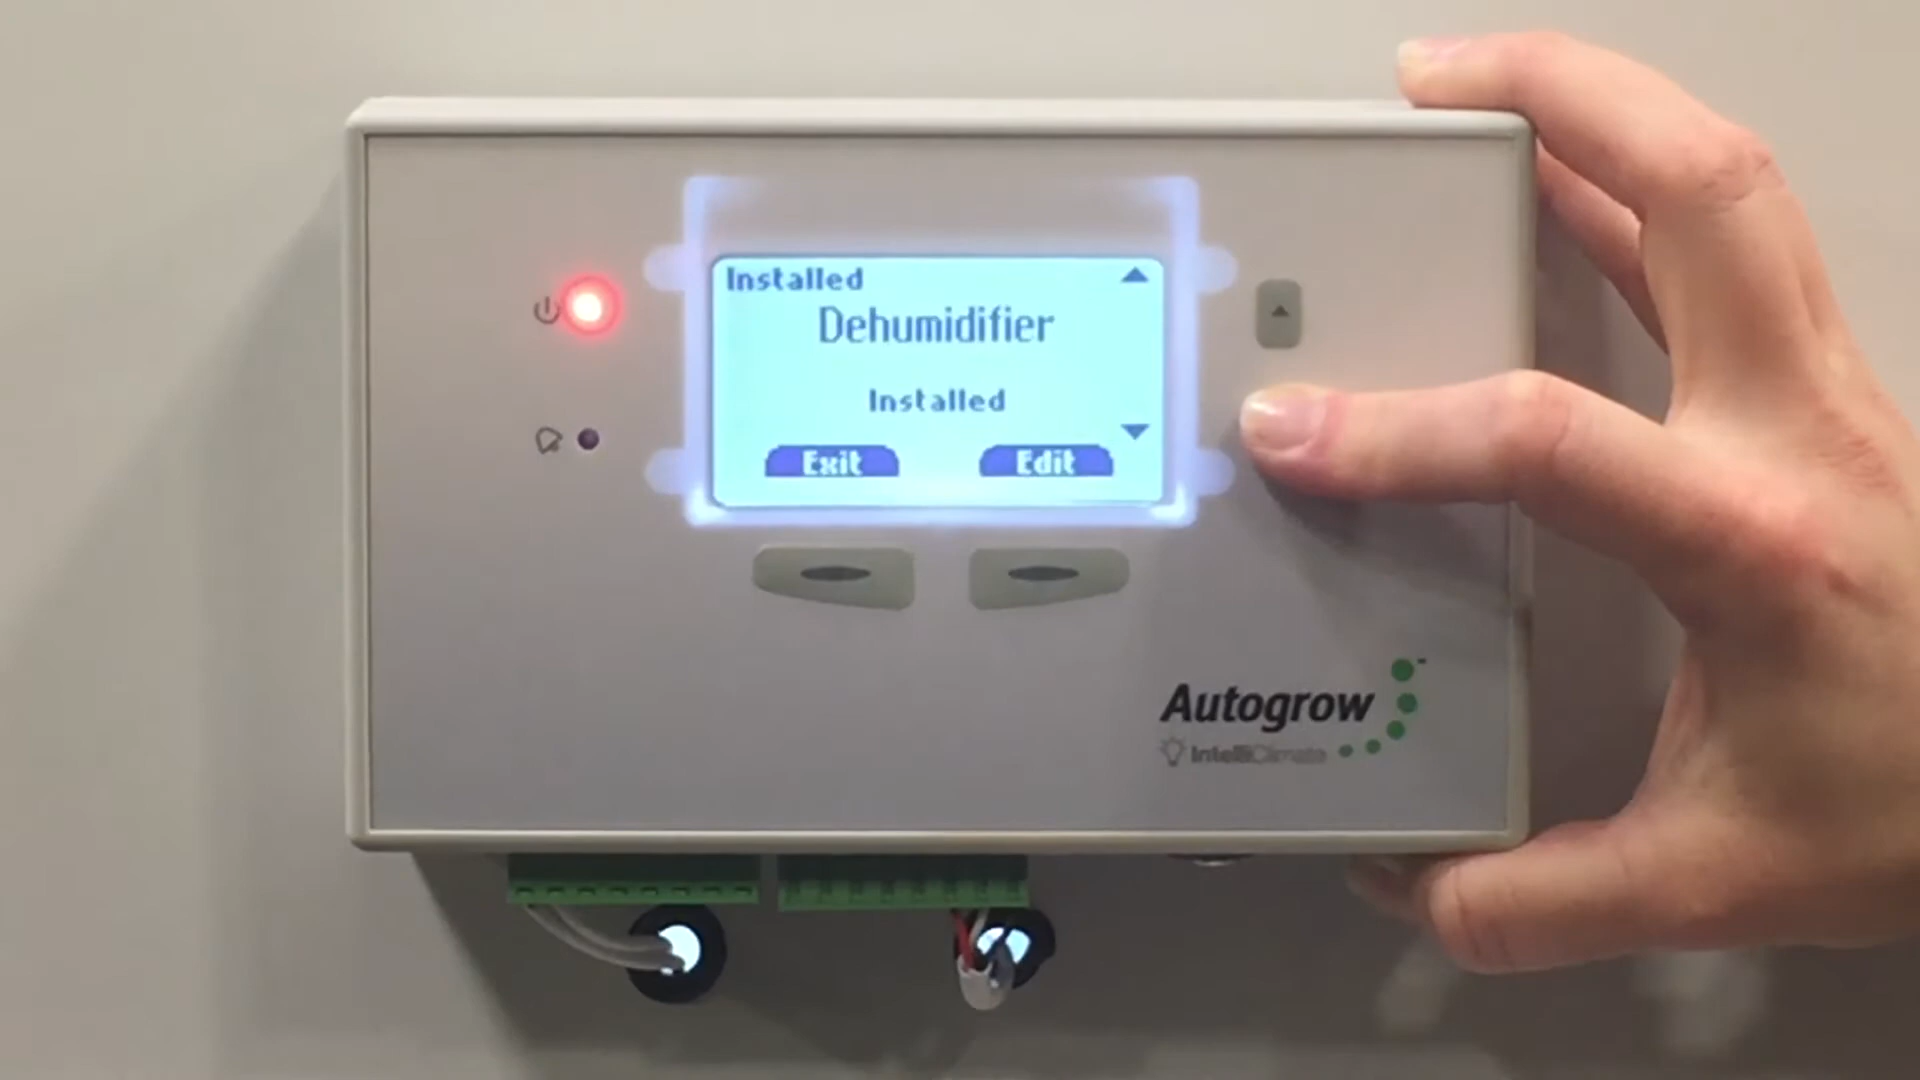 Installed
Dehumidifier
Installed
Exit Edit
Autogrow
IntelliClimate